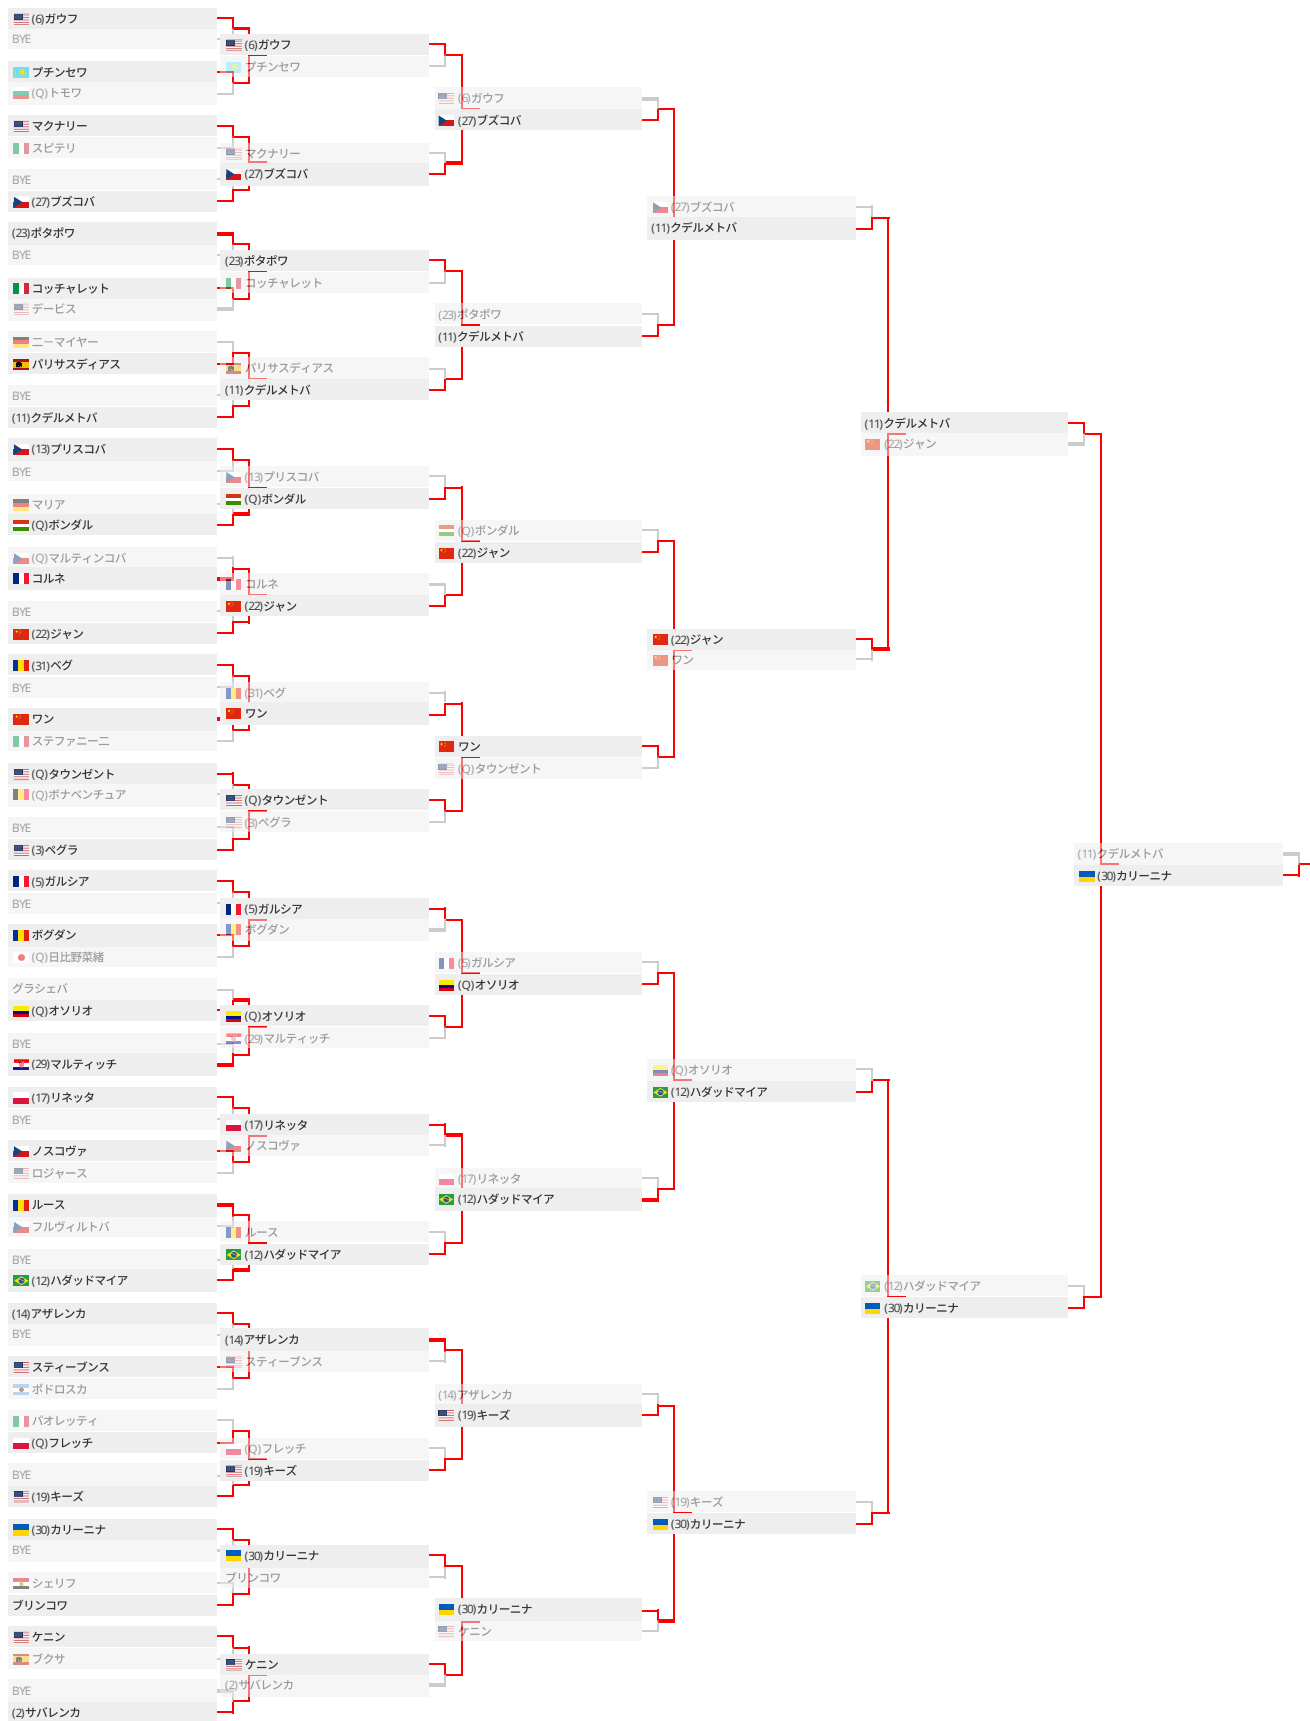 (6)ガウフ
BYE
プチンセワ
(Q)トモワ
マクナリー
スピテリ
BYE
(27)ブズコバ
(23)ポタポワ
BYE
コッチャレット
デービス
ニーマイヤー
パリサスディアス
BYE
(11)クデルメトバ
(13)プリスコバ
BYE
マリア
(Q)ボンダル
(Q)マルティンコバ
コルネ
BYE
(22)ジャン
(31)ベグ
BYE
ワン
ステファニーニ
(Q)タウンゼント
(Q)ボナベンチュア
BYE
(3)ペグラ
(5)ガルシア
BYE
ボグダン
(Q)日比野菜緒
グラシェバ
(Q)オソリオ
BYE
(29)マルティッチ
(17)リネッタ
BYE
ノスコヴァ
ロジャース
ルース
フルヴィルトバ
BYE
(12)ハダッドマイア
(14)アザレンカ
BYE
スティーブンス
ポドロスカ
パオレッティ
(Q)フレッチ
BYE
(19)キーズ
(30)カリーニナ
BYE
シェリフ
ブリンコワ
ケニン
ブクサ
BYE
(2)サバレンカ
(6)ガウフ
プチンセワ
マクナリー
(27)ブズコバ
(23)ポタポワ
コッチャレット
パリサスディアス
(11)クデルメトバ
(13)プリスコバ
(Q)ボンダル
コルネ
(22)ジャン
(31)ベグ
ワン
(Q)タウンゼント
(3)ペグラ
(5)ガルシア
ボグダン
(Q)オソリオ
(29)マルティッチ
(17)リネッタ
ノスコヴァ
ルース
(12)ハダッドマイア
(14)アザレンカ
スティーブンス
(Q)フレッチ
(19)キーズ
(30)カリーニナ
ブリンコワ
ケニン
(2)サバレンカ
(6)ガウフ
(27)ブズコバ
(23)ポタポワ
(11)クデルメトバ
(Q)ボンダル
(22)ジャン
ワン
(Q)タウンゼント
(5)ガルシア
(Q)オソリオ
(17)リネッタ
(12)ハダッドマイア
(14)アザレンカ
(19)キーズ
(30)カリーニナ
ケニン
(27)ブズコバ
(11)クデルメトバ
(22)ジャン
ワン
(Q)オソリオ
(12)ハダッドマイア
(19)キーズ
(30)カリーニナ
(11)クデルメトバ
(22)ジャン
(12)ハダッドマイア
(30)カリーニナ
(11)クデルメトバ
(30)カリーニナ